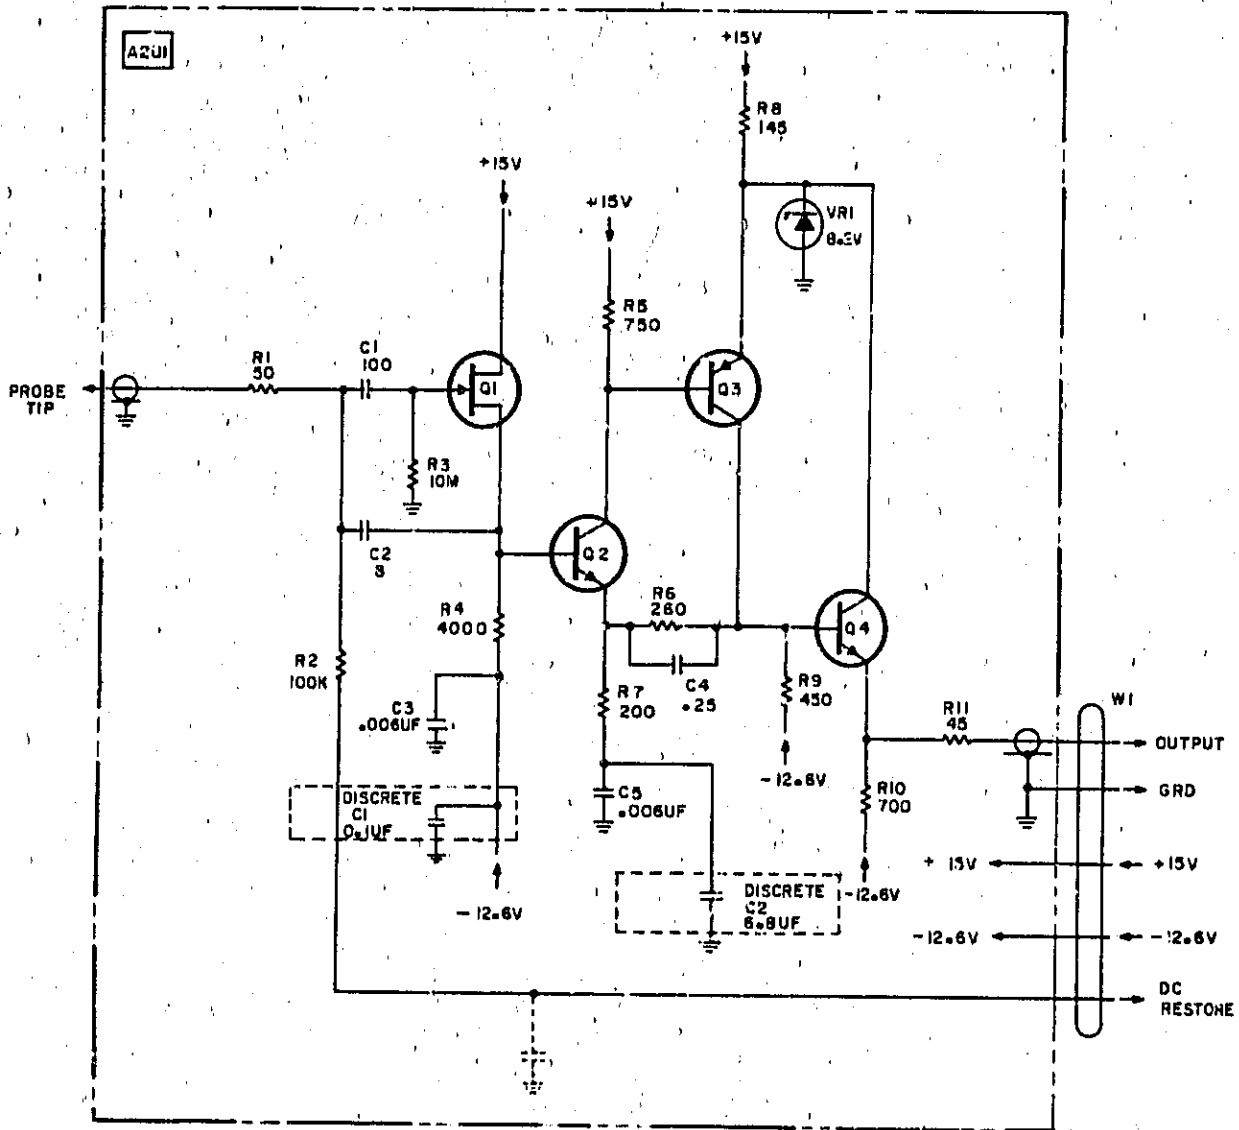 A2U1
+15V
R8
145
+15V
+15V
VR1
8.2V
R5
750
R1
50
C1
100
Q1
Q3
PROBE
TIP
R3
10M
C2
3
Q2
R4
4000
R6
260
Q4
R2
100K
C4
.25
R9
450
R7
200
C3
.006UF
R11
45
W1
OUTPUT
-12.6V
GRD
DISCRETE
C1
0.1UF
C5
.006UF
R10
700
+ 15V
+15V
DISCRETE
C2
6.8UF
-12.6V
-12.6V
-12.6V
-12.6V
DC
RESTORE